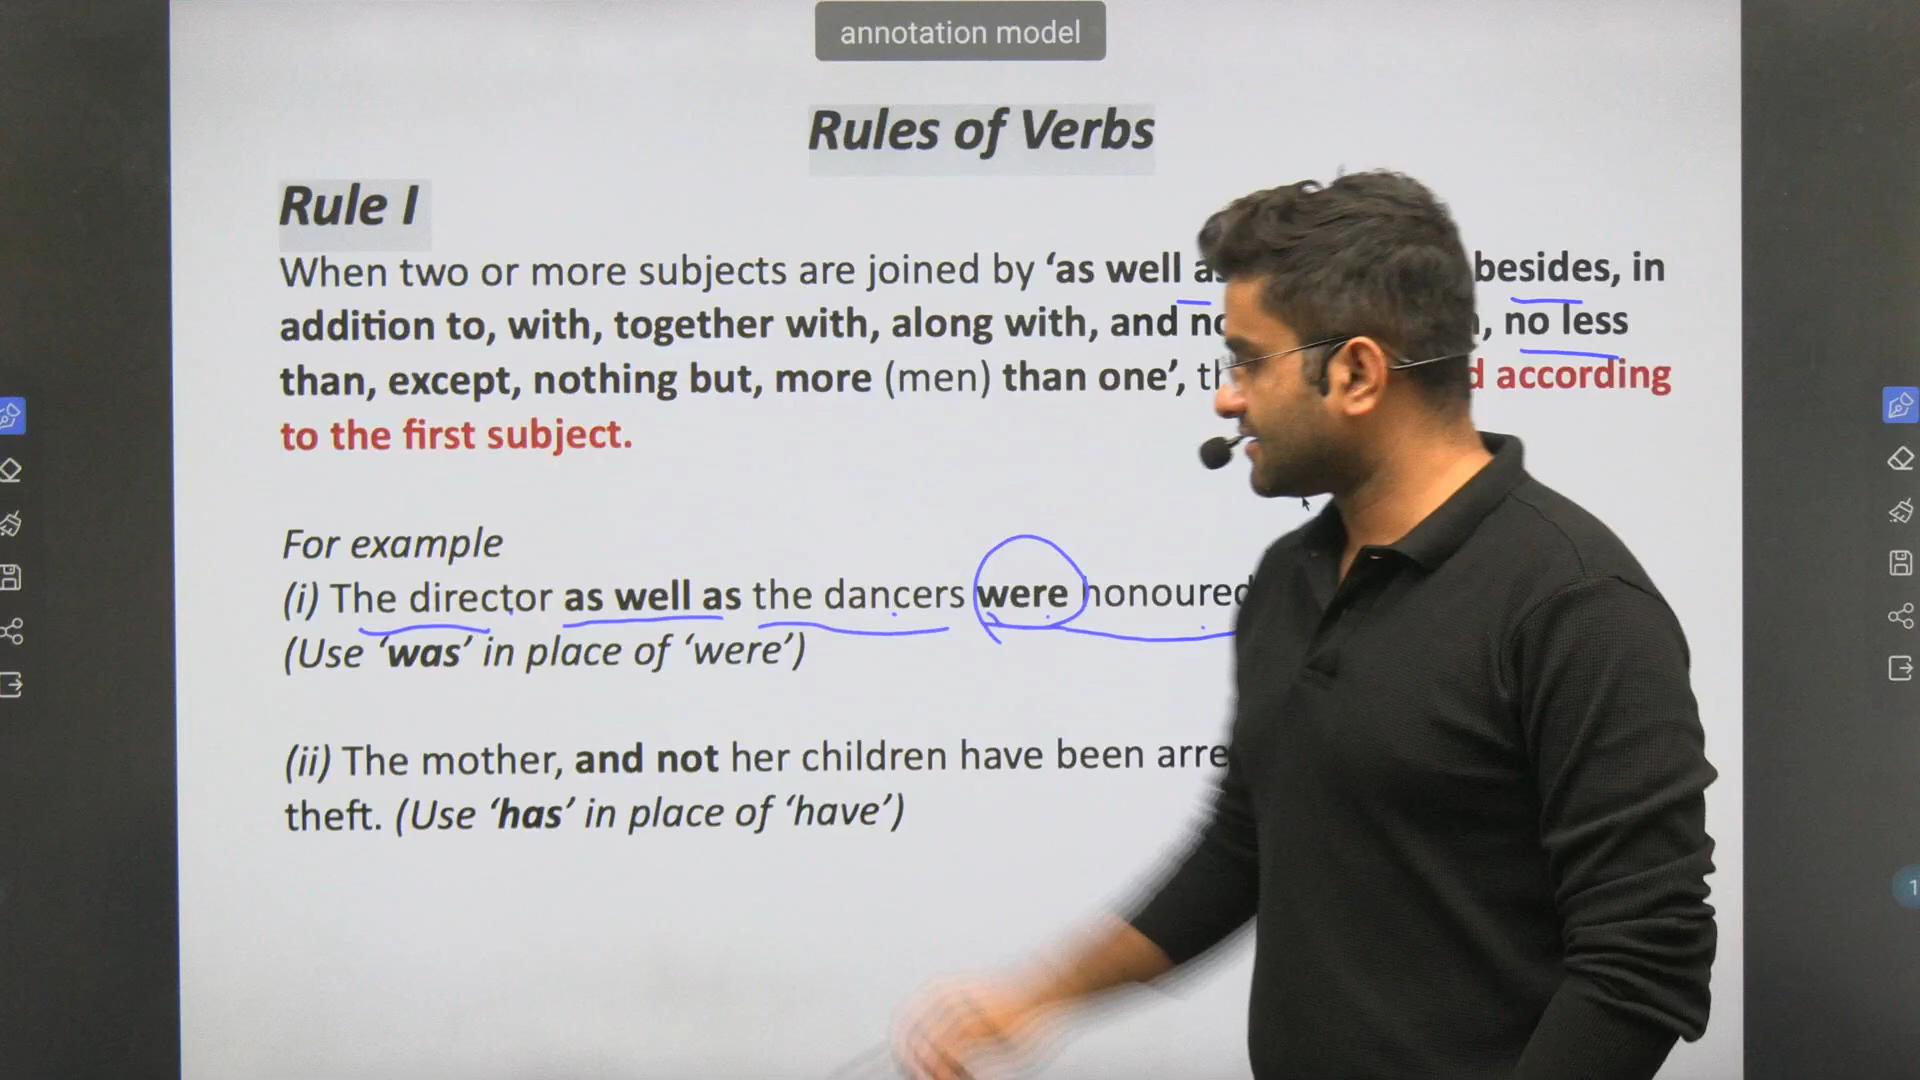 annotation model
Rules of Verbs
Rule I
When two or more subjects are joined by ‘as well besides, in
addition to, with, together with, along with, and no less
than, except, nothing but, more (men) than one’, according
to the first subject.
For example
(i) The director as well as the dancers were honoured
(Use ‘was’ in place of ‘were’)
(ii) The mother, and not her children have been
theft. (Use ‘has’ in place of ‘have’)
1